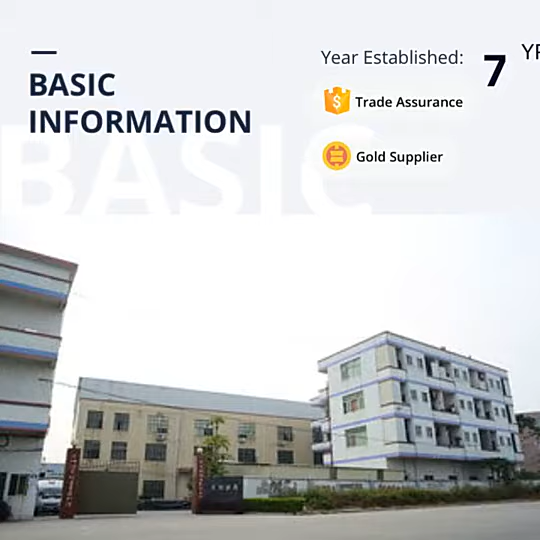 BASIC
INFORMATION
BASIC
Year Established:
7
YR
Trade Assurance
Gold Supplier